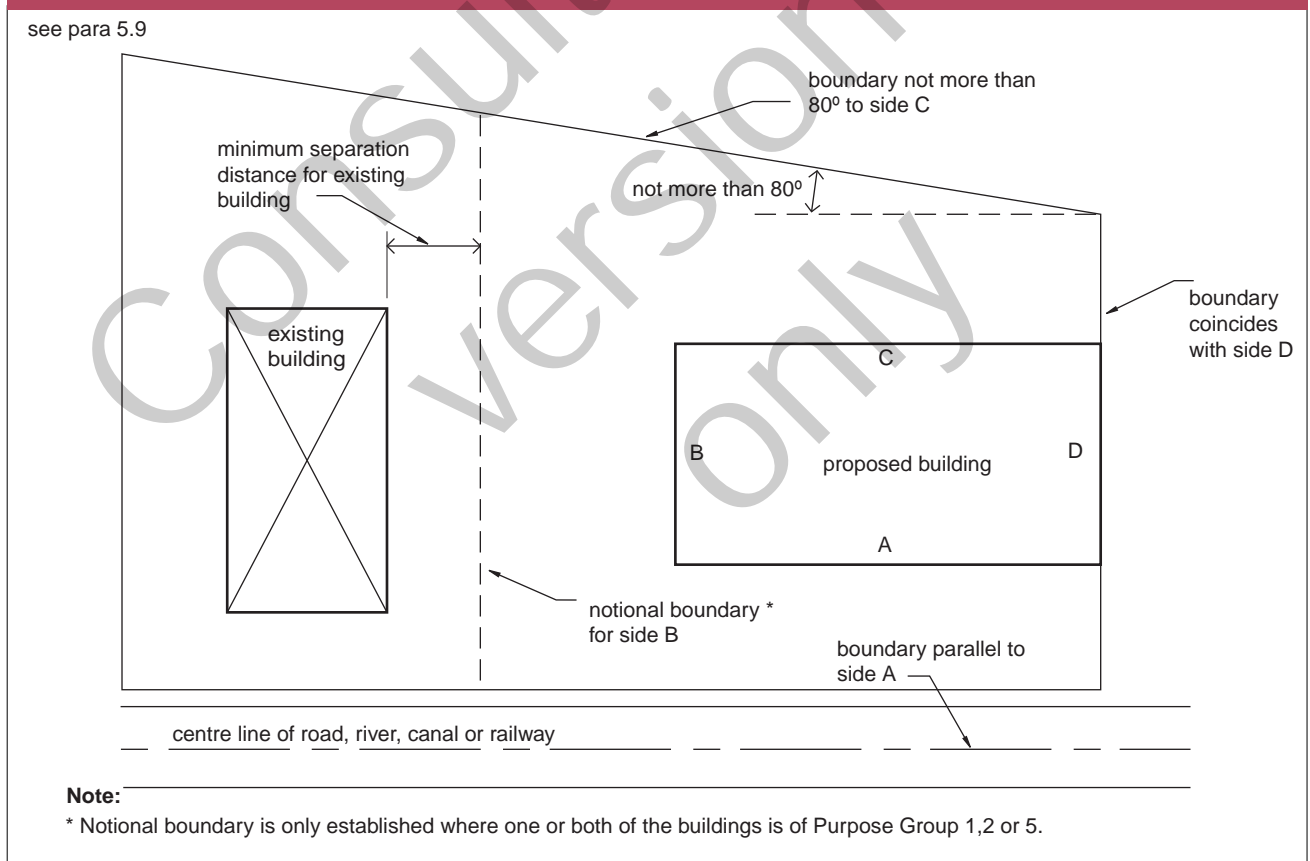 see para 5.9
boundary not more than
80º to side C
minimum separation
distance for existing
building
not more than 80º
boundary
coincides
with side D
existing
building
C
B
proposed building
D
A
notional boundary *
for side B
boundary parallel to
side A
centre line of road, river, canal or railway
Note:
* Notional boundary is only established where one or both of the buildings is of Purpose Group 1,2 or 5.
Consul
version
only